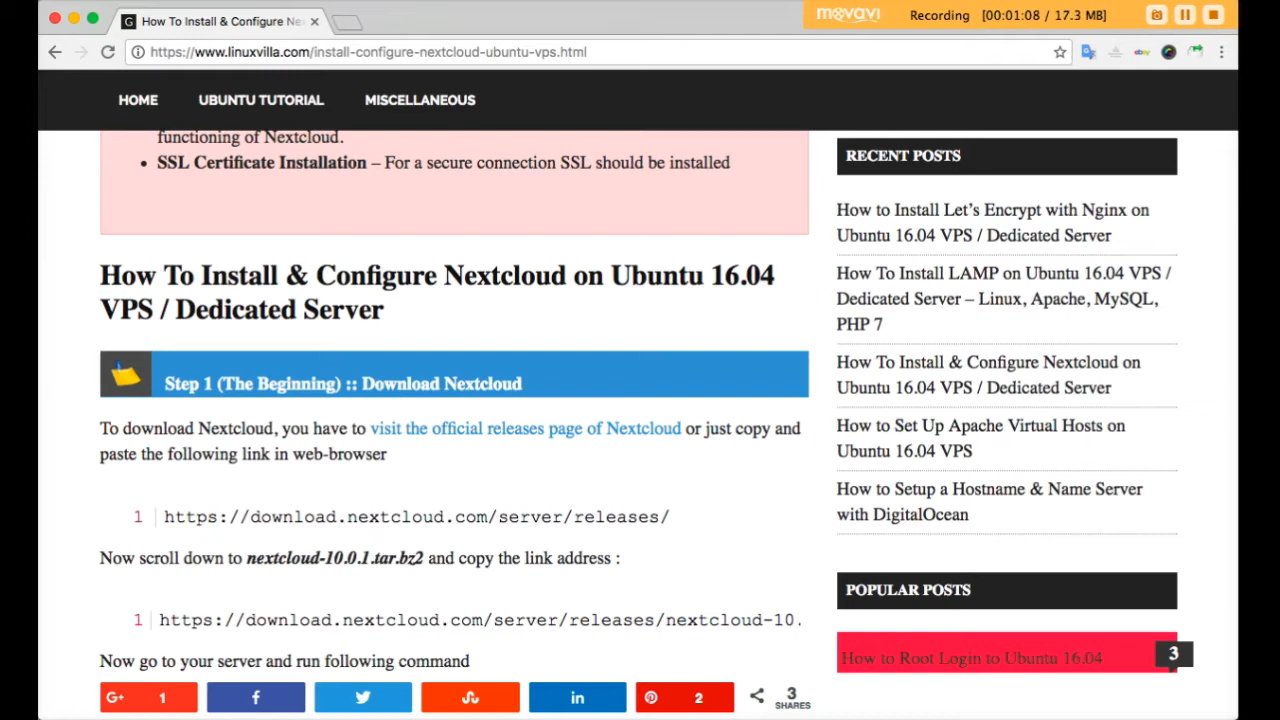 How To Install & Configure Ne
movavi
Recording [00:01:08 / 17.3 MB]
https://www.linuxvilla.com/install-configure-nextcloud-ubuntu-vps.html
ebay
HOME
UBUNTU TUTORIAL
MISCELLANEOUS
functioning of Nextcloud.
• SSL Certificate Installation – For a secure connection SSL should be installed
How To Install & Configure Nextcloud on Ubuntu 16.04
VPS / Dedicated Server
Step 1 (The Beginning) :: Download Nextcloud
To download Nextcloud, you have to visit the official releases page of Nextcloud or just copy and
paste the following link in web-browser
1 https://download.nextcloud.com/server/releases/
Now scroll down to nextcloud-10.0.1.tar.bz2 and copy the link address :
1 https://download.nextcloud.com/server/releases/nextcloud-10.
Now go to your server and run following command
G+ 1
f
in
2
3
SHARES
RECENT POSTS
How to Install Let’s Encrypt with Nginx on
Ubuntu 16.04 VPS / Dedicated Server
How To Install LAMP on Ubuntu 16.04 VPS /
Dedicated Server – Linux, Apache, MySQL,
PHP 7
How To Install & Configure Nextcloud on
Ubuntu 16.04 VPS / Dedicated Server
How to Set Up Apache Virtual Hosts on
Ubuntu 16.04 VPS
How to Setup a Hostname & Name Server
with DigitalOcean
POPULAR POSTS
How to Root Login to Ubuntu 16.04
3